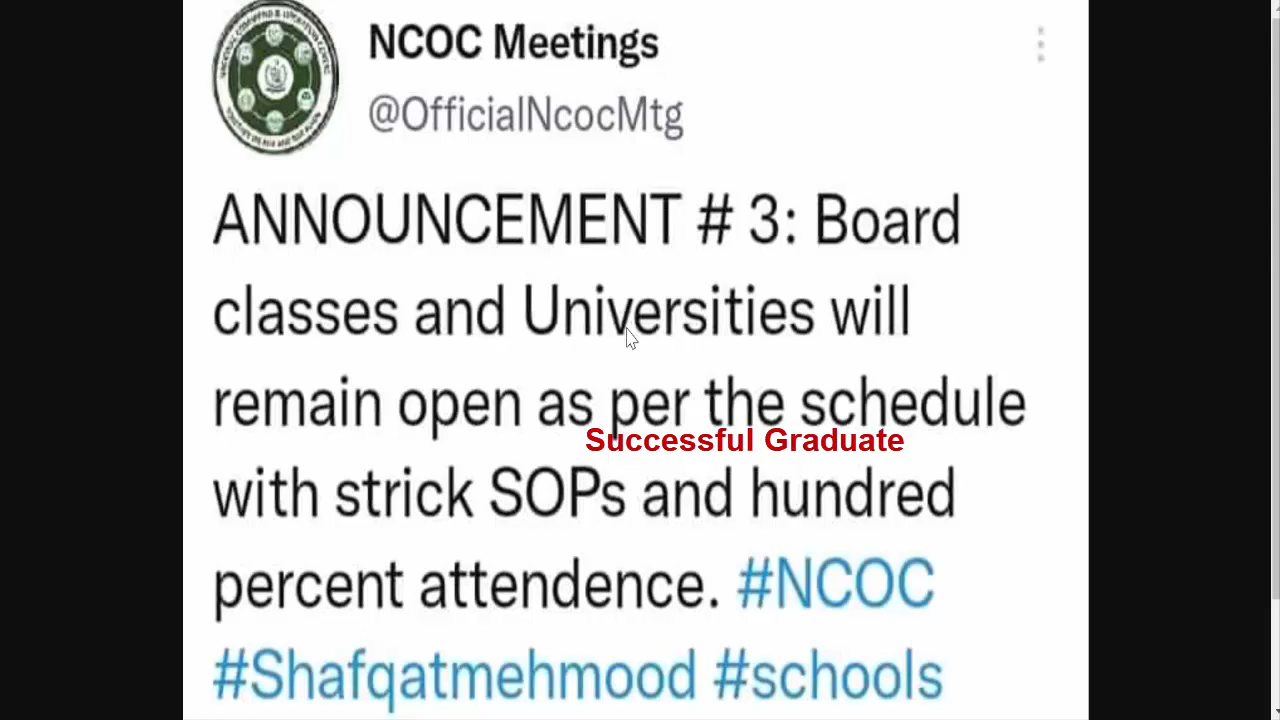 NCOC Meetings
@OfficialNcocMtg
ANNOUNCEMENT # 3: Board
classes and Universities will
remain open as per the schedule
Successful Graduate
with strick SOPs and hundred
percent attendence. #NCOC
#Shafqatmehmood #schools